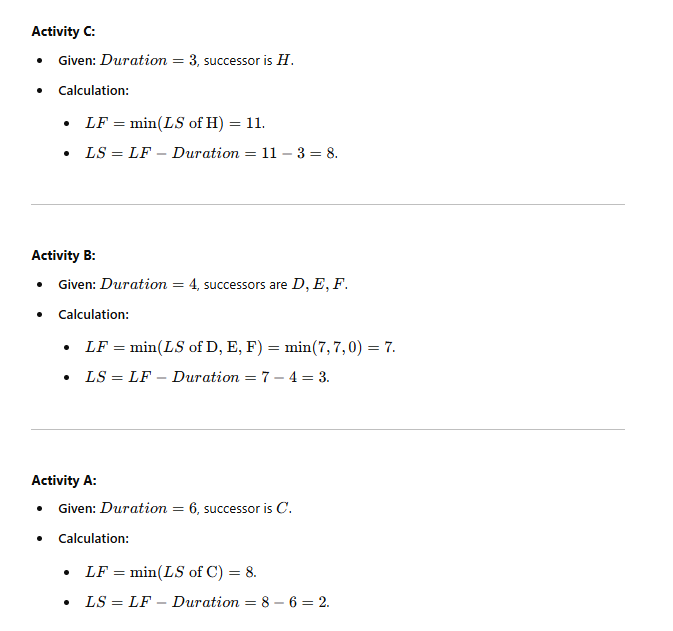 Activity C:
• Given: Duration = 3, successor is H.
• Calculation:
• LF = min(LS of H) = 11.
• LS = LF − Duration = 11 − 3 = 8.
Activity B:
• Given: Duration = 4, successors are D, E, F.
• Calculation:
• LF = min(LS of D, E, F) = min(7, 7, 0) = 7.
• LS = LF − Duration = 7 − 4 = 3.
Activity A:
• Given: Duration = 6, successor is C.
• Calculation:
• LF = min(LS of C) = 8.
• LS = LF − Duration = 8 − 6 = 2.